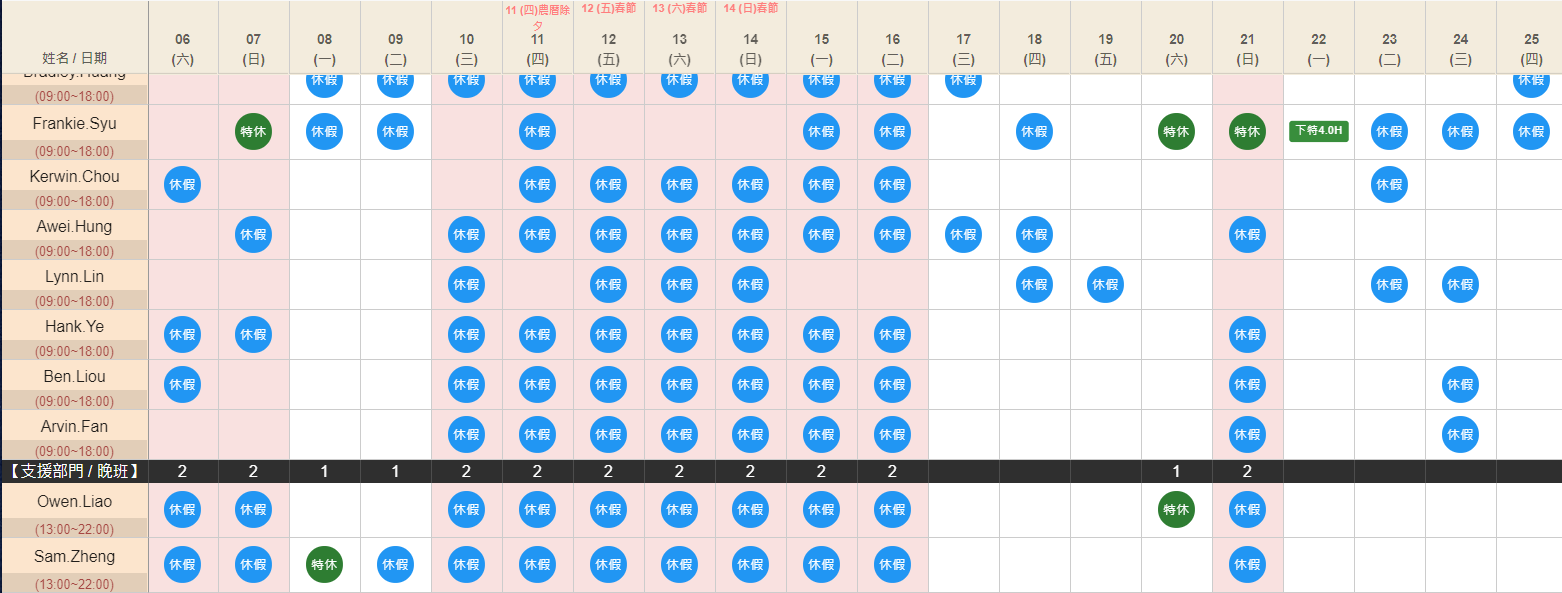 11 (四)農曆除夕 12 (五)春節 13 (六)春節 14 (日)春節
姓名 / 日期 06 07 08 09 10 11 12 13 14 15 16 17 18 19 20 21 22 23 24 25
(六) (日) (一) (二) (三) (四) (五) (六) (日) (一) (二) (三) (四) (五) (六) (日) (一) (二) (三) (四)
Bradley.Huang 休假 休假 休假 休假 休假 休假 休假 休假 休假 休假 休假
(09:00~18:00)
Frankie.Syu 特休 休假 休假 休假 休假 休假 休假 特休 特休 下特4.0H 休假 休假 休假
(09:00~18:00)
Kerwin.Chou 休假 休假 休假 休假 休假 休假 休假 休假
(09:00~18:00)
Awei.Hung 休假 休假 休假 休假 休假 休假 休假 休假 休假 休假 休假
(09:00~18:00)
Lynn.Lin 休假 休假 休假 休假 休假 休假 休假 休假
(09:00~18:00)
Hank.Ye 休假 休假 休假 休假 休假 休假 休假 休假 休假 休假
(09:00~18:00)
Ben.Liou 休假 休假 休假 休假 休假 休假 休假 休假 休假 休假
(09:00~18:00)
Arvin.Fan 休假 休假 休假 休假 休假 休假 休假 休假 休假
(09:00~18:00)
【支援部門 / 晚班】 2 2 1 1 2 2 2 2 2 2 2 1 2
Owen.Liao 休假 休假 休假 休假 休假 休假 休假 休假 休假 特休 休假
(13:00~22:00)
Sam.Zheng 休假 休假 特休 休假 休假 休假 休假 休假 休假 休假 休假 休假
(13:00~22:00)